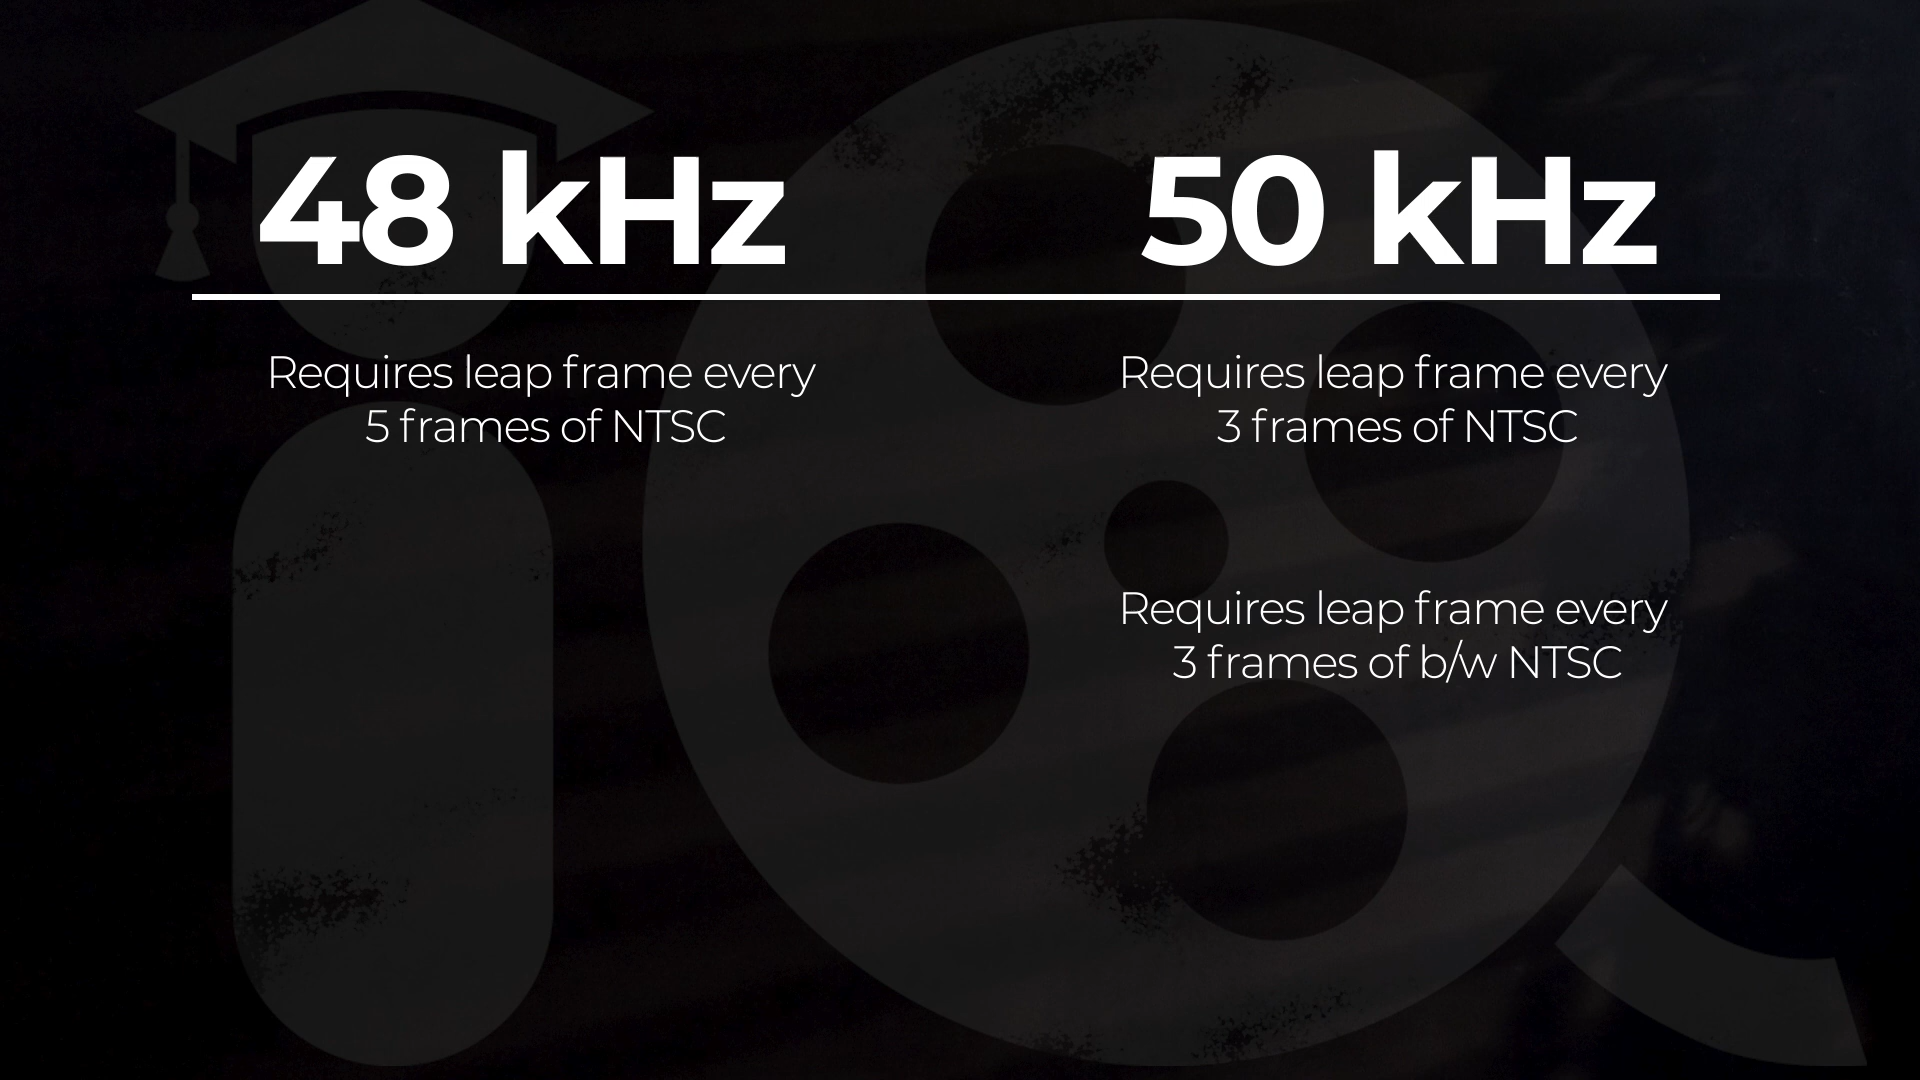 48 kHz
50 kHz
Requires leap frame every
5 frames of NTSC
Requires leap frame every
3 frames of NTSC
Requires leap frame every
3 frames of b/w NTSC